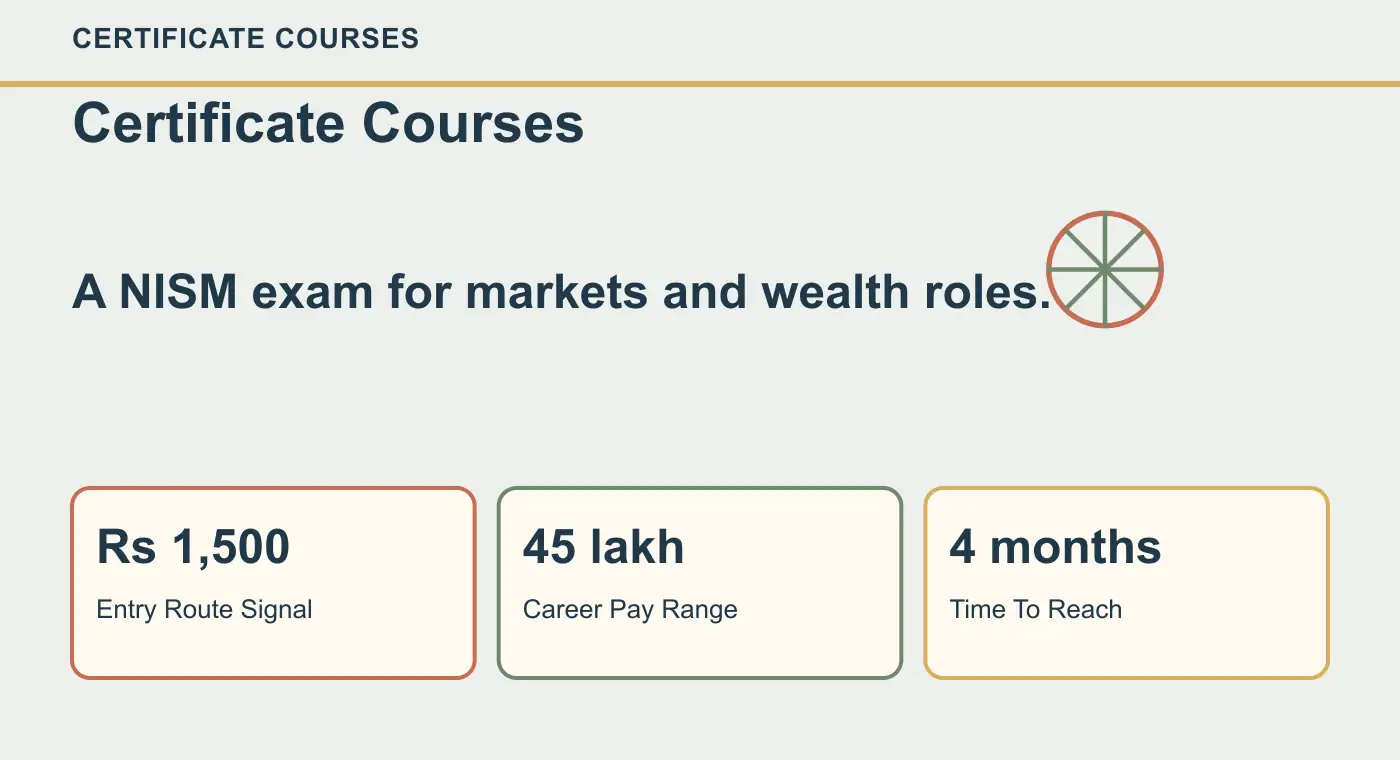 CERTIFICATE COURSES
Certificate Courses
A NISM exam for markets and wealth roles.
Rs 1,500
Entry Route Signal
45 lakh
Career Pay Range
4 months
Time To Reach